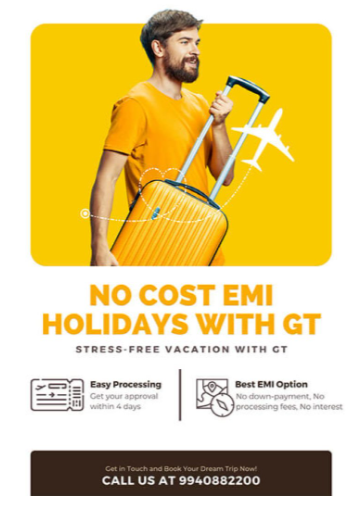 NO COST EMI
HOLIDAYS WITH GT
STRESS-FREE VACATION WITH GT
Easy Processing
Get your approval
within 4 days
Best EMI Option
No down-payment, No
processing fees, No interest
Get in Touch and Book Your Dream Trip Now!
CALL US AT 9940882200